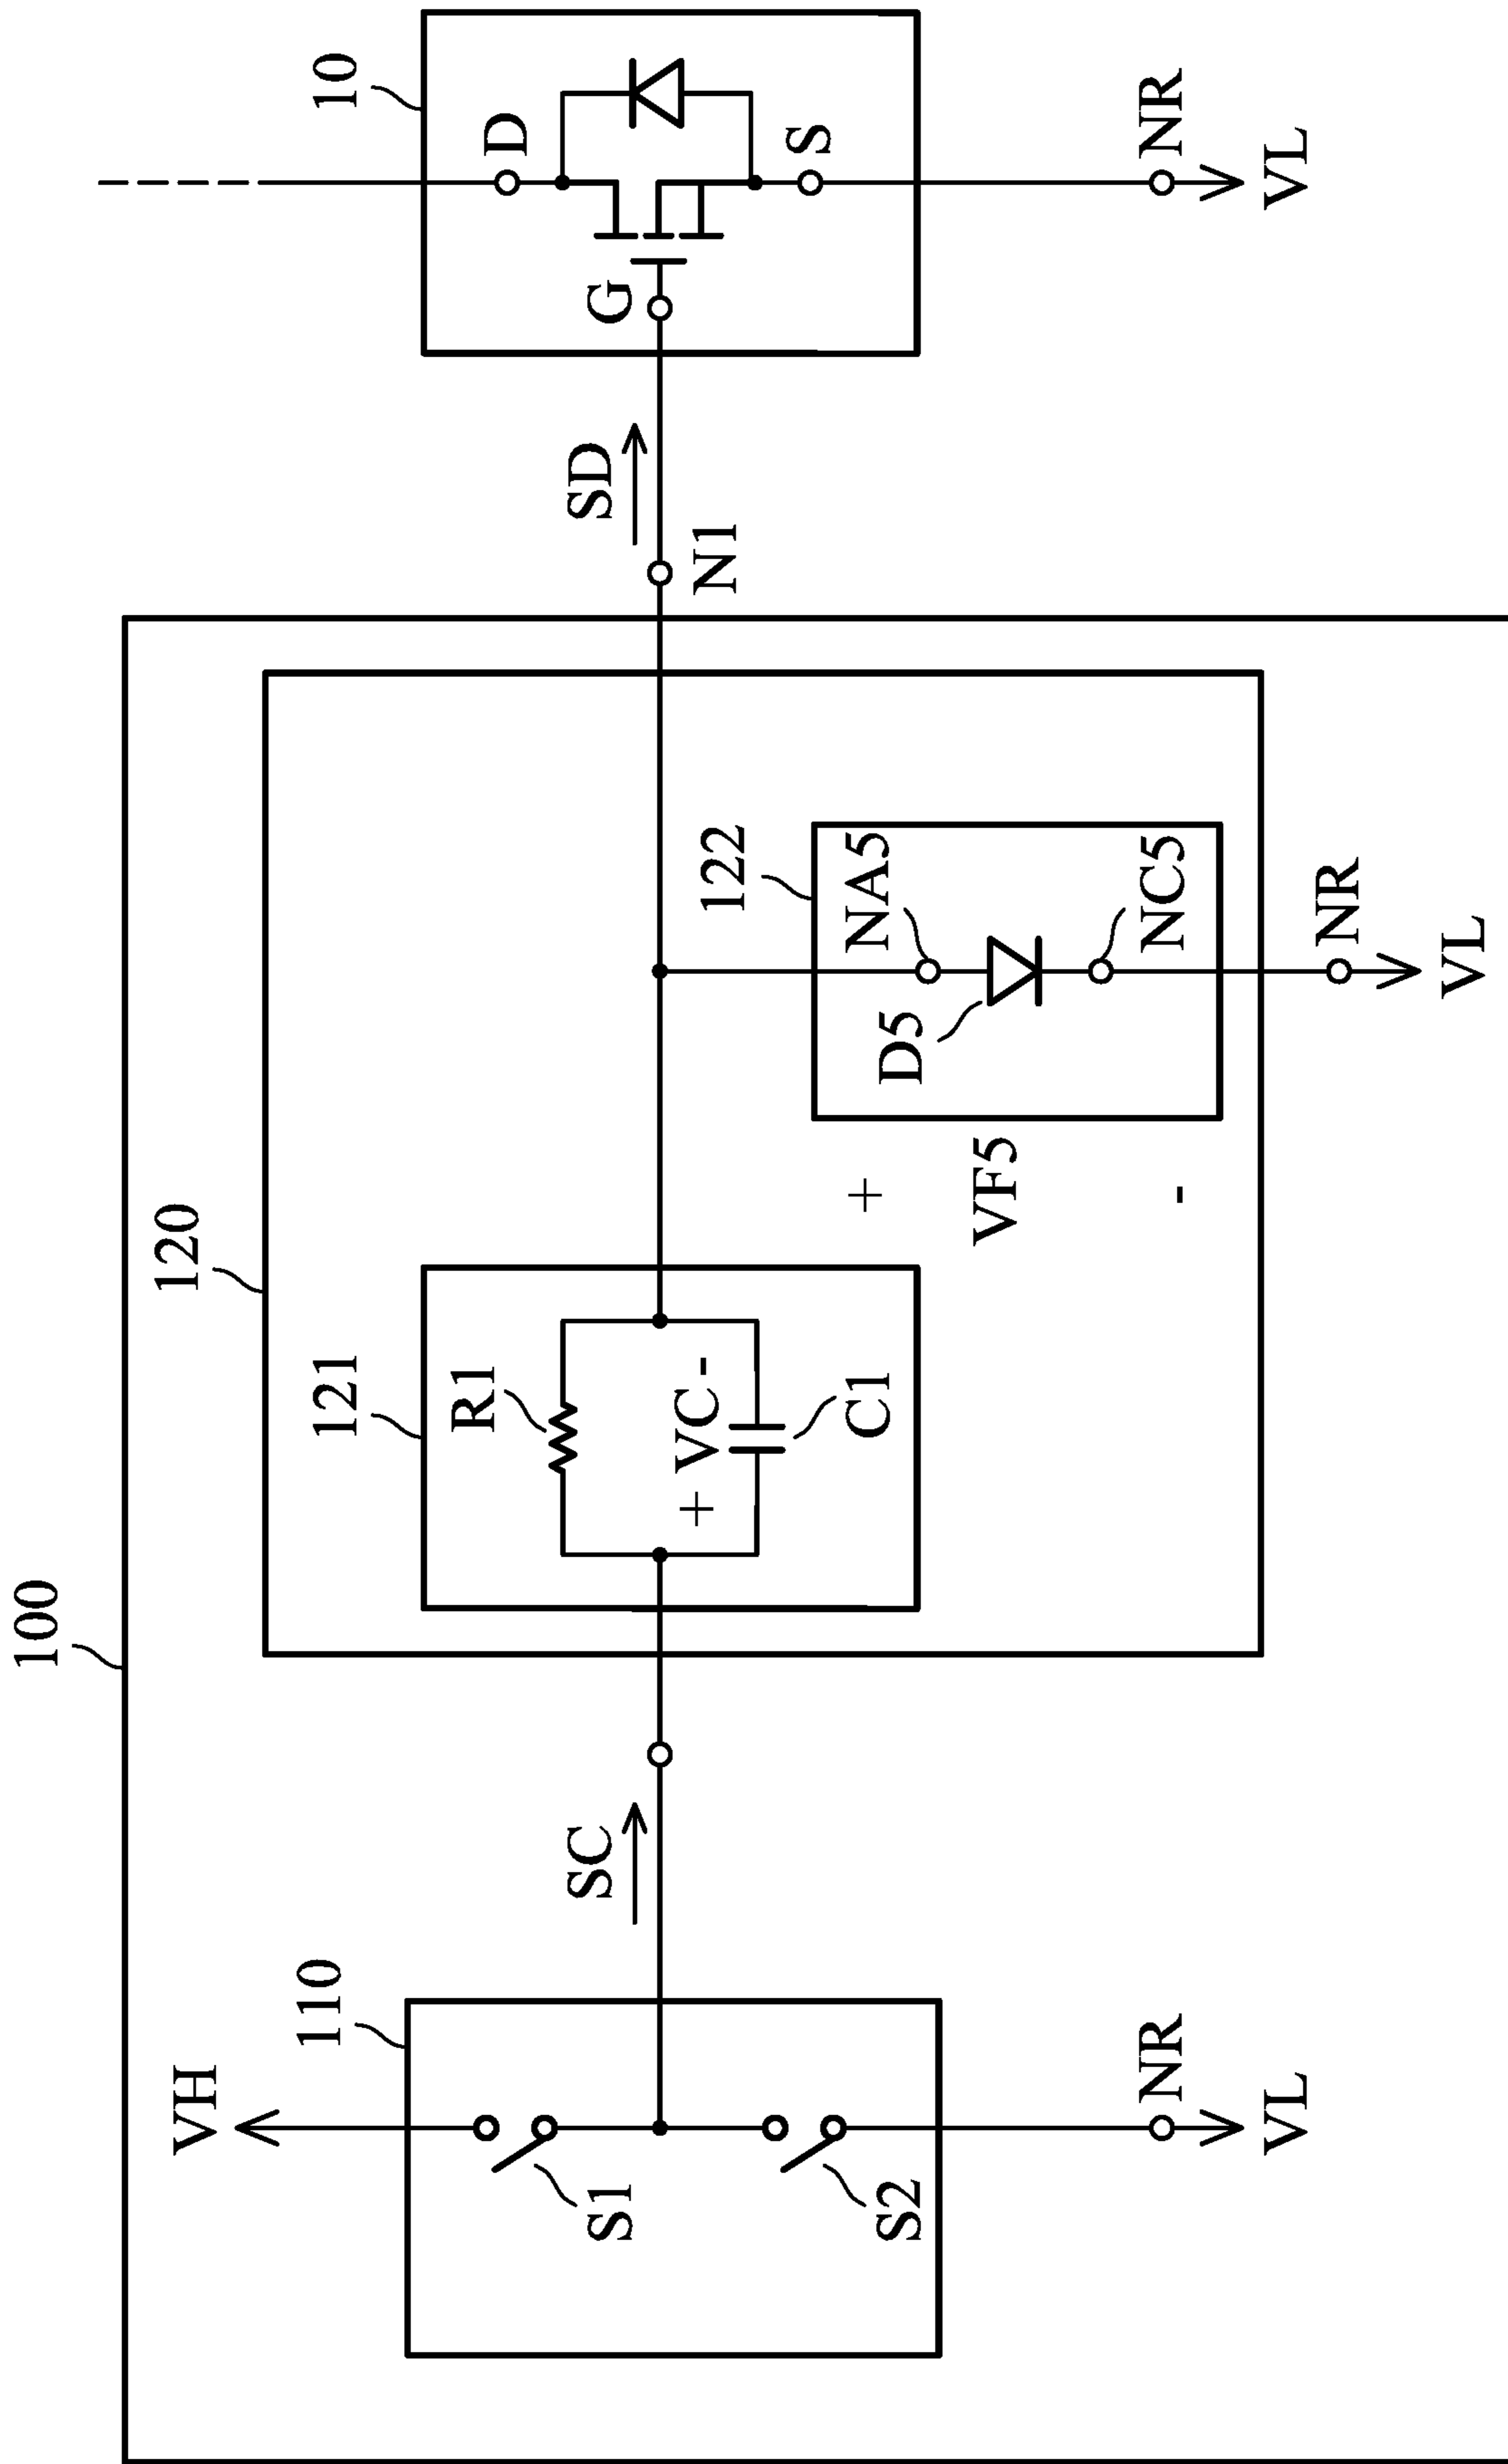 100
110
VH
S1
S2
NR
VL
SC
120
121
R1
+ VC -
C1
122
NA5
D5
NC5
+
VF5
-
NR
VL
N1
SD
10
D
G
S
NR
VL